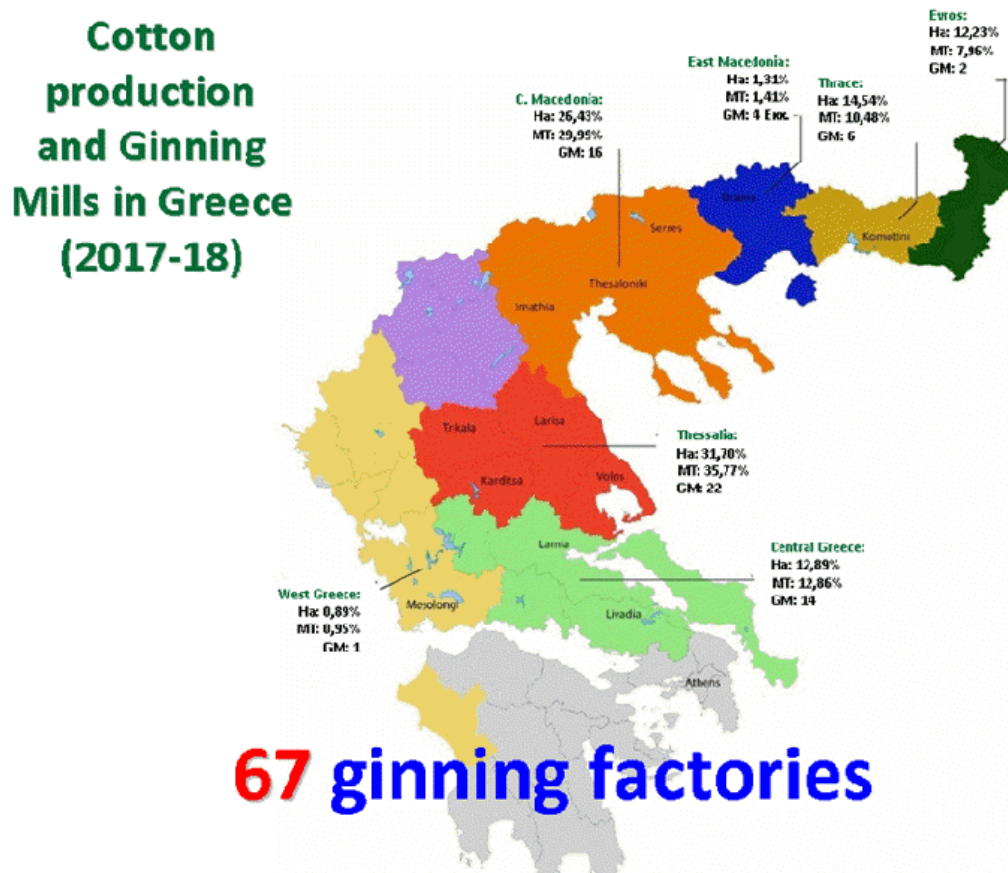 Cotton
production
and Ginning
Mills in Greece
(2017-18)
Evros:
Ha: 12,23%
MT: 7,96%
GM: 2
East Macedonia:
Ha: 1,31%
MT: 1,41%
GM: 4 Εκκ.
Thrace:
Ha: 14,54%
MT: 10,48%
GM: 6
C. Macedonia:
Ha: 26,43%
MT: 29,99%
GM: 16
Drama
Serres
Komotini
Thesaloniki
Imathia
Trikala
Larisa
Thessalia:
Ha: 31,70%
MT: 35,77%
GM: 22
Karditsa
Volos
Lamia
Central Greece:
Ha: 12,89%
MT: 12,86%
GM: 14
West Greece:
Ha: 0,89%
MT: 0,95%
GM: 1
Mesolongi
Livadia
Athens
67 ginning factories